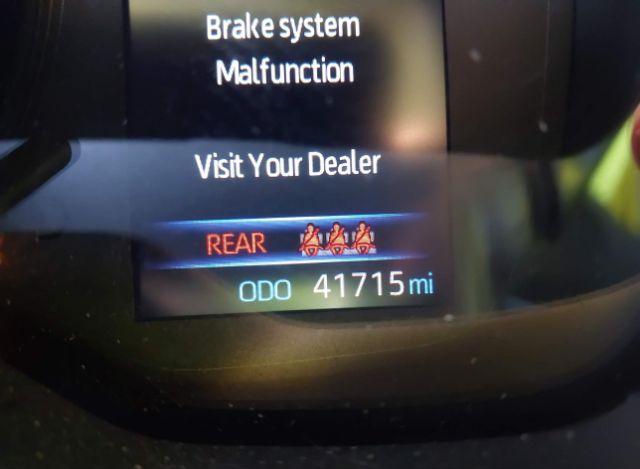 Brake system
Malfunction
Visit Your Dealer
REAR
ODO 41715 mi